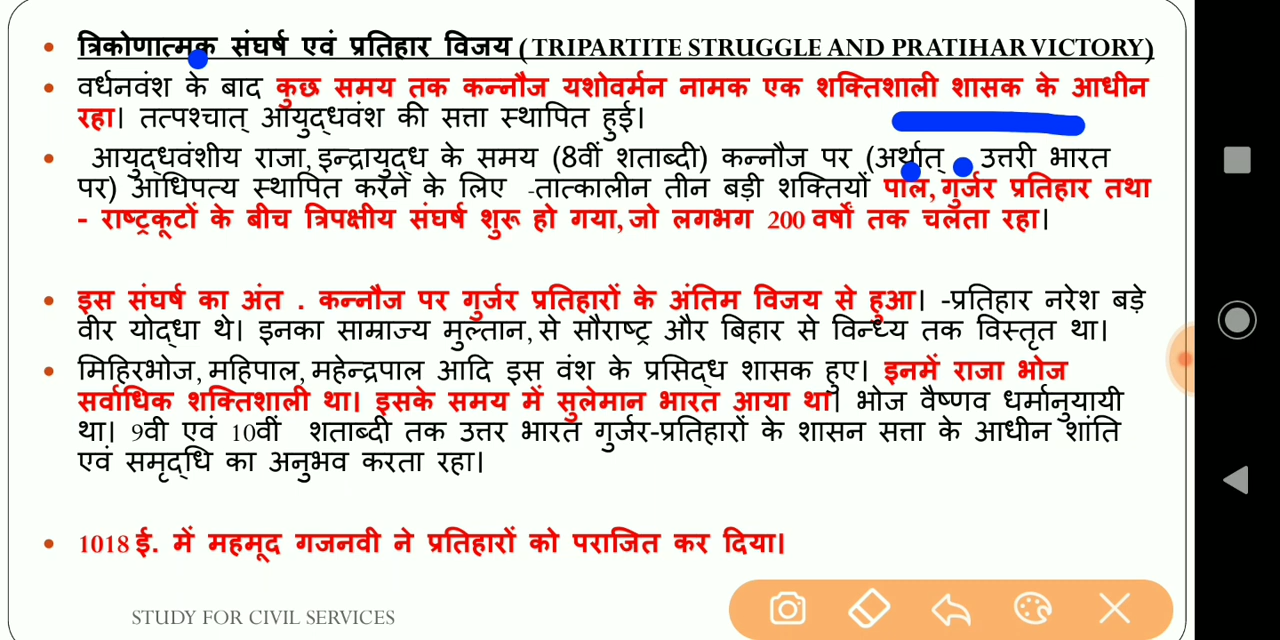 • त्रिकोणात्मक संघर्ष एवं प्रतिहार विजय ( TRIPARTITE STRUGGLE AND PRATIHAR VICTORY)
• वर्धनवंश के बाद कुछ समय तक कन्नौज यशोवर्मन नामक एक शक्तिशाली शासक के आधीन
रहा। तत्पश्चात् आयुद्धवंश की सत्ता स्थापित हुई।
• आयुद्धवंशीय राजा, इन्द्रायुद्ध के समय (8वीं शताब्दी) कन्नौज पर (अर्थात् उत्तरी भारत
पर) आधिपत्य स्थापित करने के लिए -तात्कालीन तीन बड़ी शक्तियों पाल, गुर्जर प्रतिहार तथा
- राष्ट्रकूटों के बीच त्रिपक्षीय संघर्ष शुरू हो गया, जो लगभग 200 वर्षों तक चलता रहा।
• इस संघर्ष का अंत . कन्नौज पर गुर्जर प्रतिहारों के अंतिम विजय से हुआ। -प्रतिहार नरेश बड़े
वीर योद्धा थे। इनका साम्राज्य मुल्तान, से सौराष्ट्र और बिहार से विन्ध्य तक विस्तृत था।
• मिहिरभोज, महिपाल, महेन्द्रपाल आदि इस वंश के प्रसिद्ध शासक हुए। इनमें राजा भोज
सर्वाधिक शक्तिशाली था। इसके समय में सुलेमान भारत आया था। भोज वैष्णव धर्मानुयायी
था। 9वी एवं 10वीं शताब्दी तक उत्तर भारत गुर्जर-प्रतिहारों के शासन सत्ता के आधीन शांति
एवं समृद्धि का अनुभव करता रहा।
• 1018 ई. में महमूद गजनवी ने प्रतिहारों को पराजित कर दिया।
STUDY FOR CIVIL SERVICES